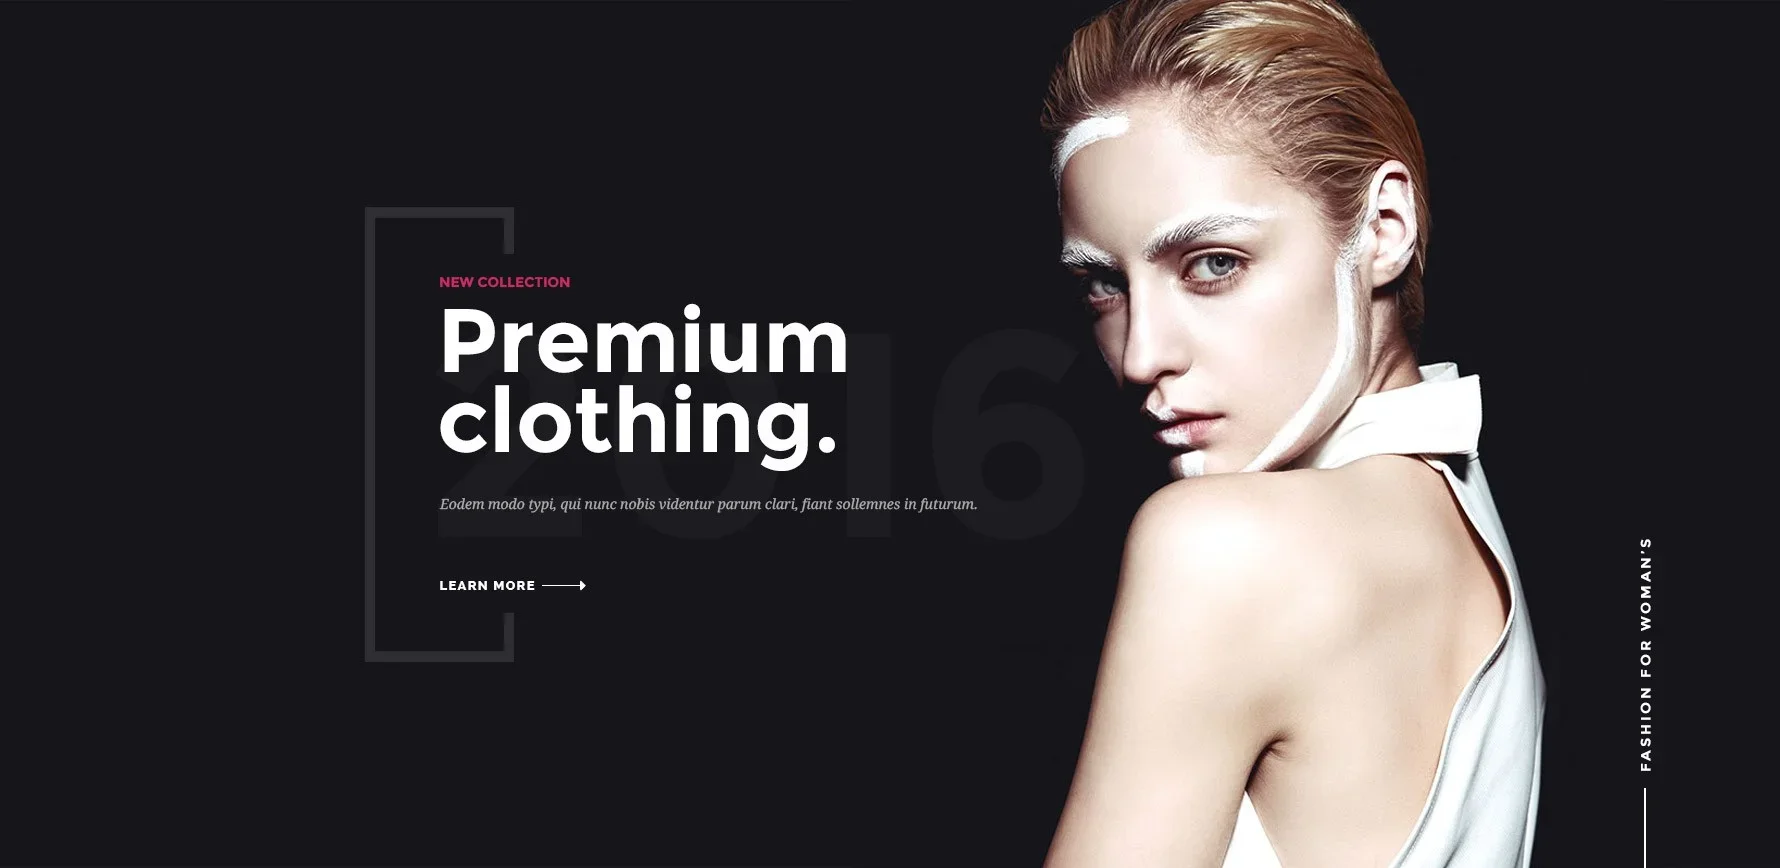 NEW COLLECTION
Premium
clothing.
2016
Eodem modo typi, qui nunc nobis videntur parum clari, fiant sollemnes in futurum.
LEARN MORE
FASHION FOR WOMAN'S